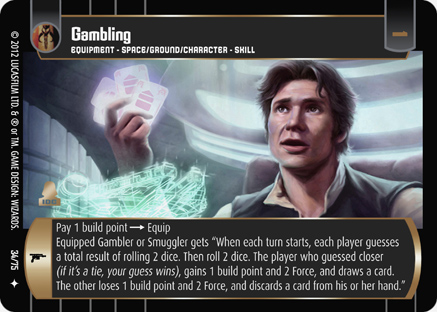 Gambling
EQUIPMENT - SPACE/GROUND/CHARACTER - SKILL
© 2012 LUCASFILM LTD. & ® or TM. GAME DESIGN: WIZARDS.
34/75
Pay 1 build point → Equip
Equipped Gambler or Smuggler gets “When each turn starts, each player guesses
a total result of rolling 2 dice. Then roll 2 dice. The player who guessed closer
(if it's a tie, your guess wins), gains 1 build point and 2 Force, and draws a card.
The other loses 1 build point and 2 Force, and discards a card from his or her hand.”